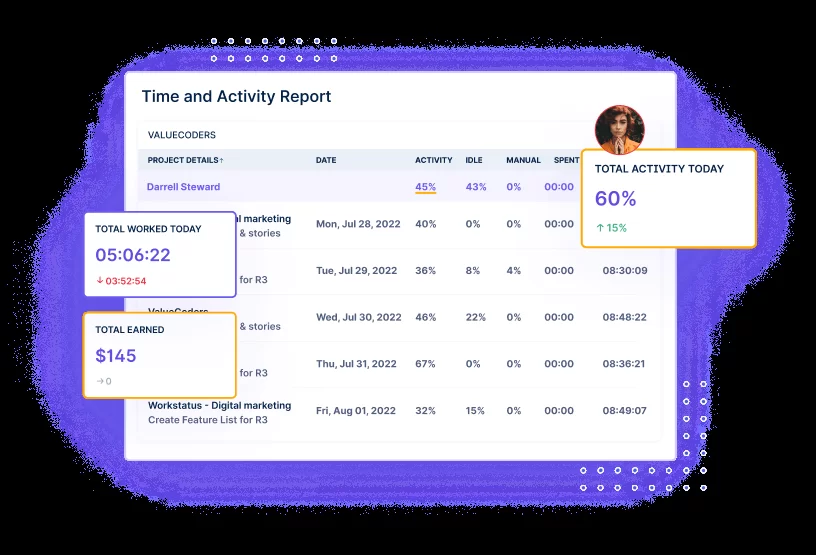 Time and Activity Report
VALUECODERS
PROJECT DETAILS↑ DATE ACTIVITY IDLE MANUAL SPENT
Darrell Steward 45% 43% 0% 00:00
TOTAL ACTIVITY TODAY
60%
↑ 15%
al marketing
& stories
Mon, Jul 28, 2022 40% 0% 0% 00:00
TOTAL WORKED TODAY
05:06:22
↓ 03:52:54
for R3
Tue, Jul 29, 2022 36% 8% 4% 00:00 08:30:09
ValueCoders
& stories
Wed, Jul 30, 2022 46% 22% 0% 00:00 08:48:22
TOTAL EARNED
$145
→ 0
for R3
Thu, Jul 31, 2022 67% 0% 0% 00:00 08:36:21
Workstatus - Digital marketing
Create Feature List for R3
Fri, Aug 01, 2022 32% 15% 0% 00:00 08:49:07